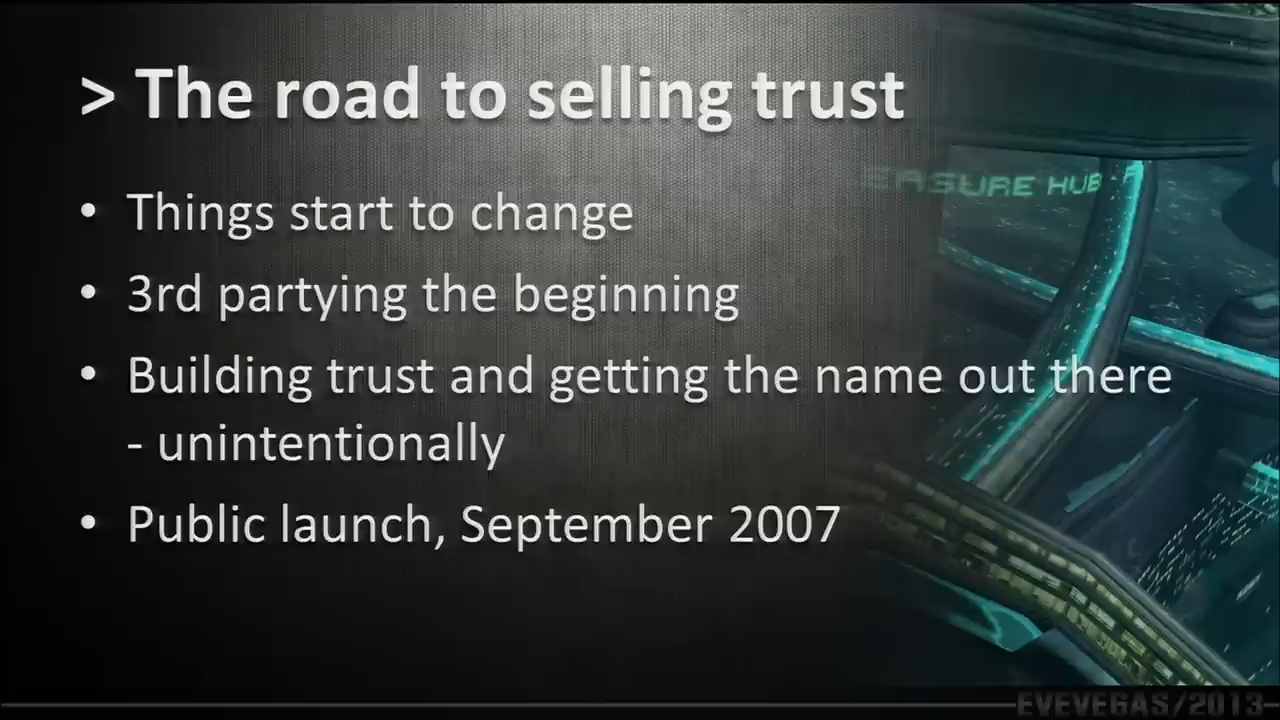 > The road to selling trust
• Things start to change
• 3rd partying the beginning
• Building trust and getting the name out there
- unintentionally
• Public launch, September 2007
HUB
EVEVEGAS/2013